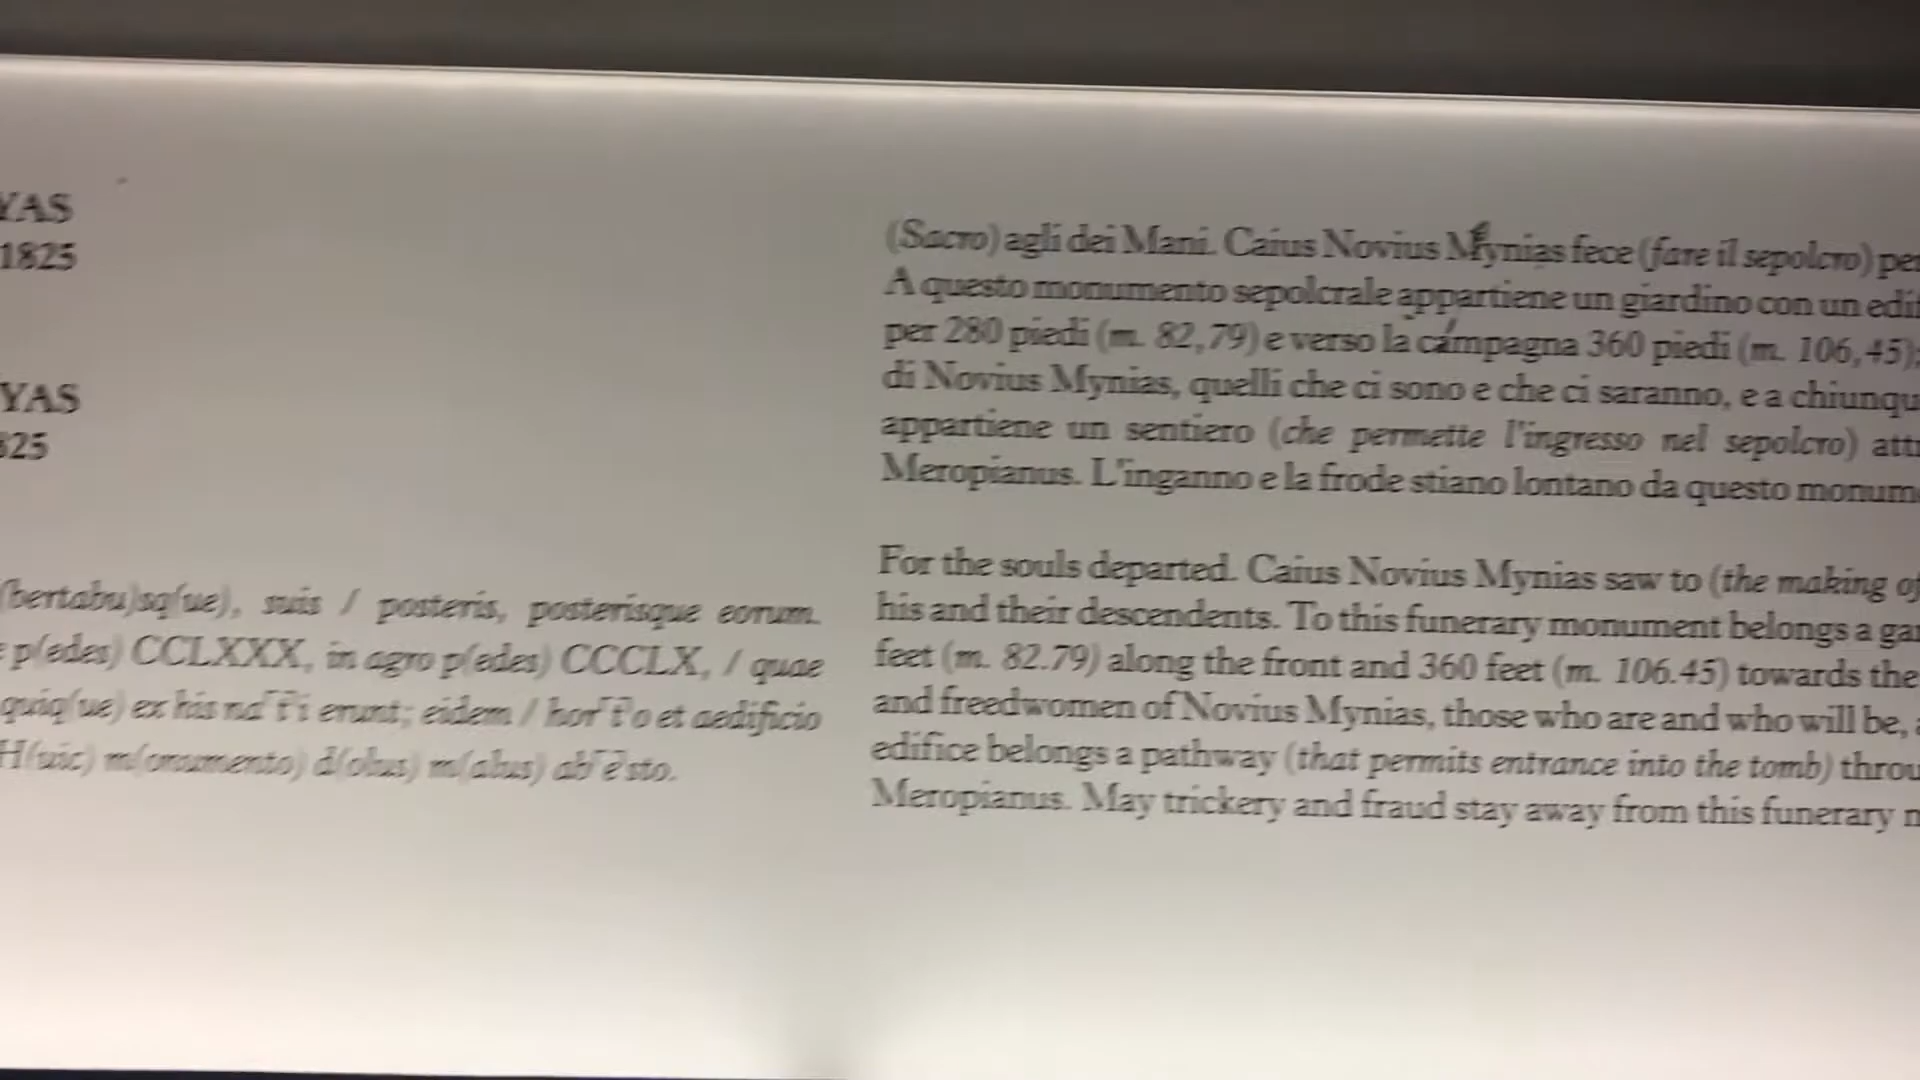 YAS
1825
YAS
825
(bertabu)sq(ue), suis / posteris, posterisque eorum.
p(edes) CCLXXX, in agro p(edes) CCCLX, / quae
quiq(ue) ex his na͡t͡i erunt; eidem / hor͡t͡o et aedificio
H(uic) m(onumento) d(olus) m(alus) ab͡e͡sto.
(Sacro) agli dei Mani. Caius Novius Mynias fece (fare il sepolcro) per
A questo monumento sepolcrale appartiene un giardino con un edif
per 280 piedi (m. 82,79) e verso la campagna 360 piedi (m. 106,45);
di Novius Mynias, quelli che ci sono e che ci saranno, e a chiunqu
appartiene un sentiero (che permette l'ingresso nel sepolcro) attr
Meropianus. L'inganno e la frode stiano lontano da questo monum
For the souls departed. Caius Novius Mynias saw to (the making of
his and their descendents. To this funerary monument belongs a gar
feet (m. 82.79) along the front and 360 feet (m. 106.45) towards the
and freedwomen of Novius Mynias, those who are and who will be,
edifice belongs a pathway (that permits entrance into the tomb) throu
Meropianus. May trickery and fraud stay away from this funerary